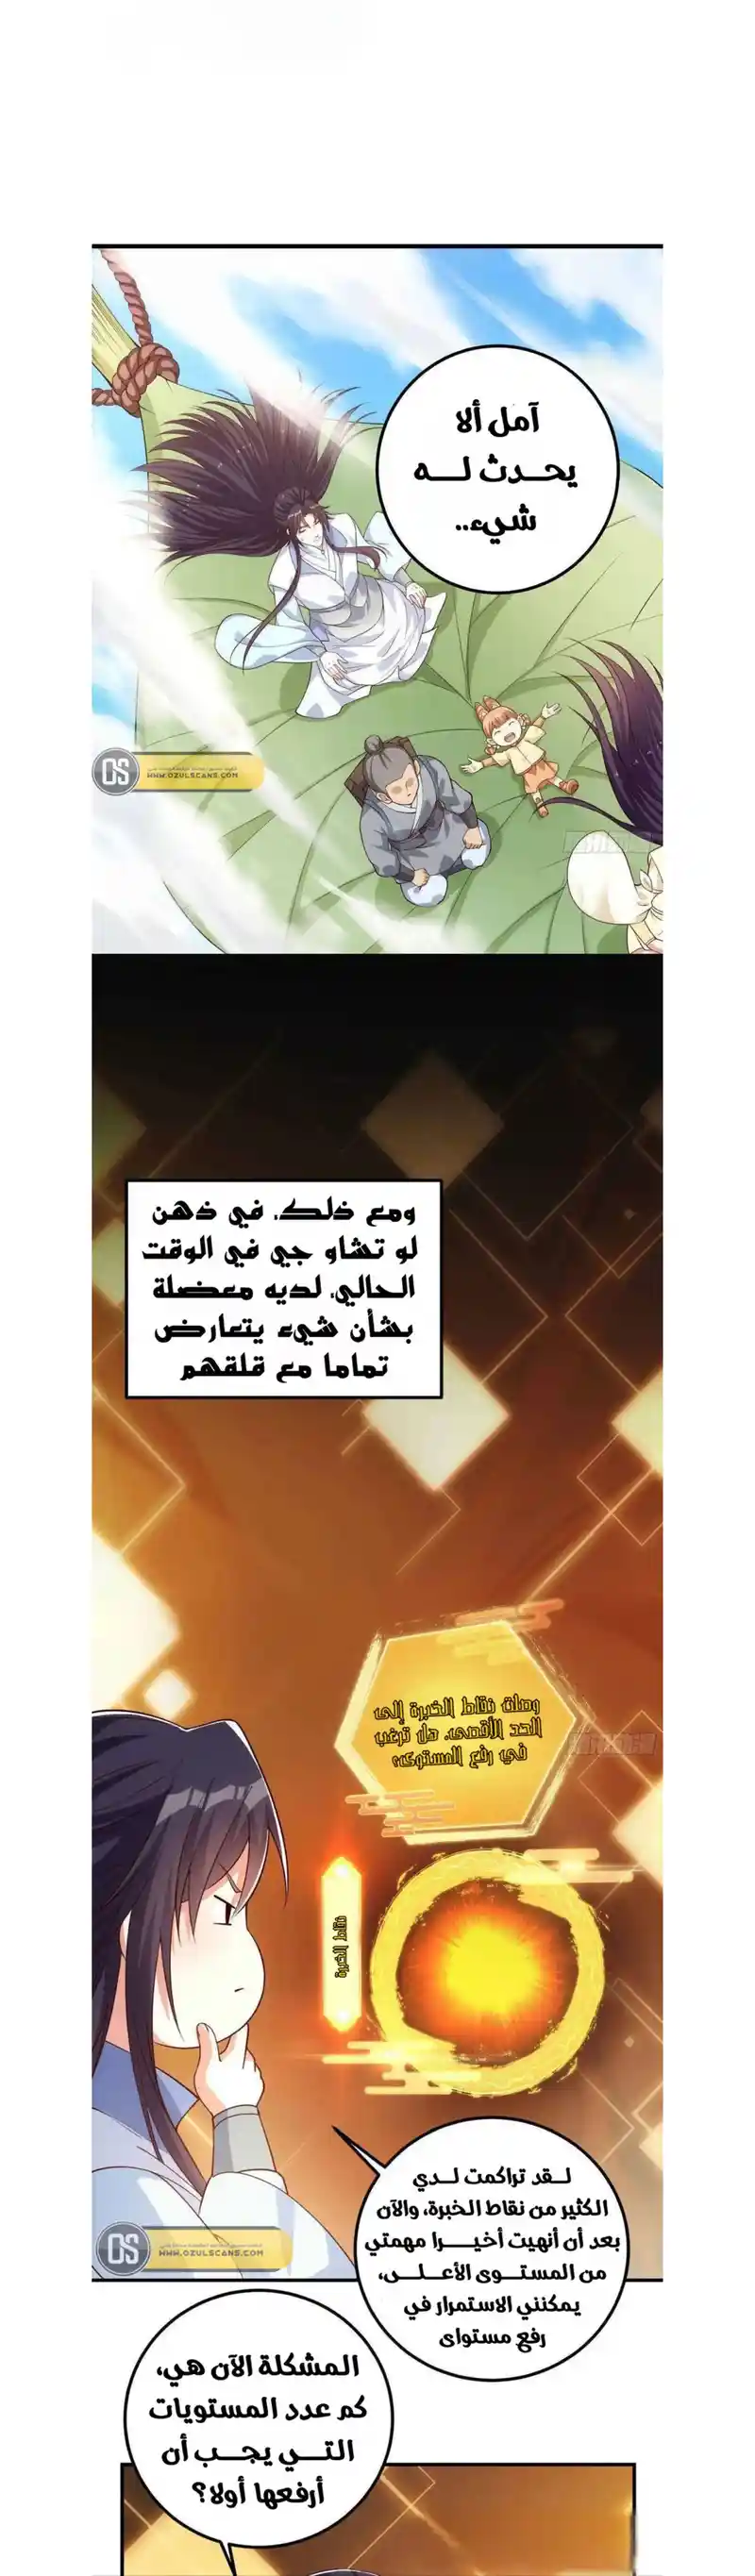 آمل ألا
يحدث له
شيء..
OS
WWW.OZULSCANS.COM
ومع ذلك، في ذهن
لو تشاو جي في الوقت
الحالي، لديه معضلة
بشأن شيء يتعارض
تماما مع قلقهم
وصلت نقاط الخبرة إلى
الحد الأقصى، هل ترغب
في رفع المستوى؟
نقاط الخبرة
لقد تراكمت لدي
الكثير من نقاط الخبرة، والآن
بعد أن أنهيت أخيرا مهمتي
من المستوى الأعلى،
يمكنني الاستمرار في
رفع مستواى
OS
WWW.OZULSCANS.COM
المشكلة الآن هي،
كم عدد المستويات
التي يجب أن
أرفعها أولا؟